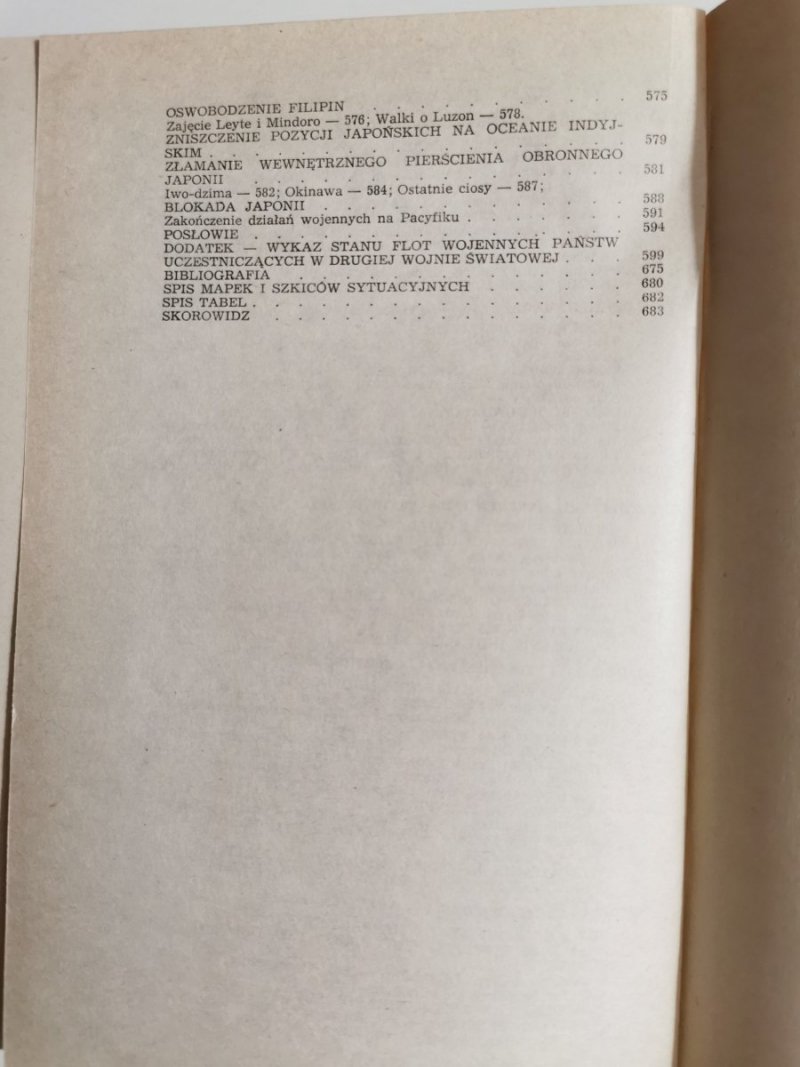 OSWOBODZENIE FILIPIN . . . . . . . . . . . 575
Zajęcie Leyte i Mindoro — 576; Walki o Luzon — 578.
ZNISZCZENIE POZYCJI JAPOŃSKICH NA OCEANIE INDYJ-
SKIM . . . . . . . . . . . . . . . . . . 579
ZŁAMANIE WEWNĘTRZNEGO PIERŚCIENIA OBRONNEGO
JAPONII . . . . . . . . . . . . . . . . . 581
Iwo-dzima — 582; Okinawa — 584; Ostatnie ciosy — 587;
BLOKADA JAPONII . . . . . . . . . . . . . 588
Zakończenie działań wojennych na Pacyfiku . . . . . . . 591
POSŁOWIE . . . . . . . . . . . . . . . . 594
DODATEK — WYKAZ STANU FLOT WOJENNYCH PAŃSTW
UCZESTNICZĄCYCH W DRUGIEJ WOJNIE ŚWIATOWEJ . . . 599
BIBLIOGRAFIA . . . . . . . . . . . . . . 675
SPIS MAPEK I SZKICÓW SYTUACYJNYCH . . . . . . 680
SPIS TABEL . . . . . . . . . . . . . . . . 682
SKOROWIDZ . . . . . . . . . . . . . . . 683